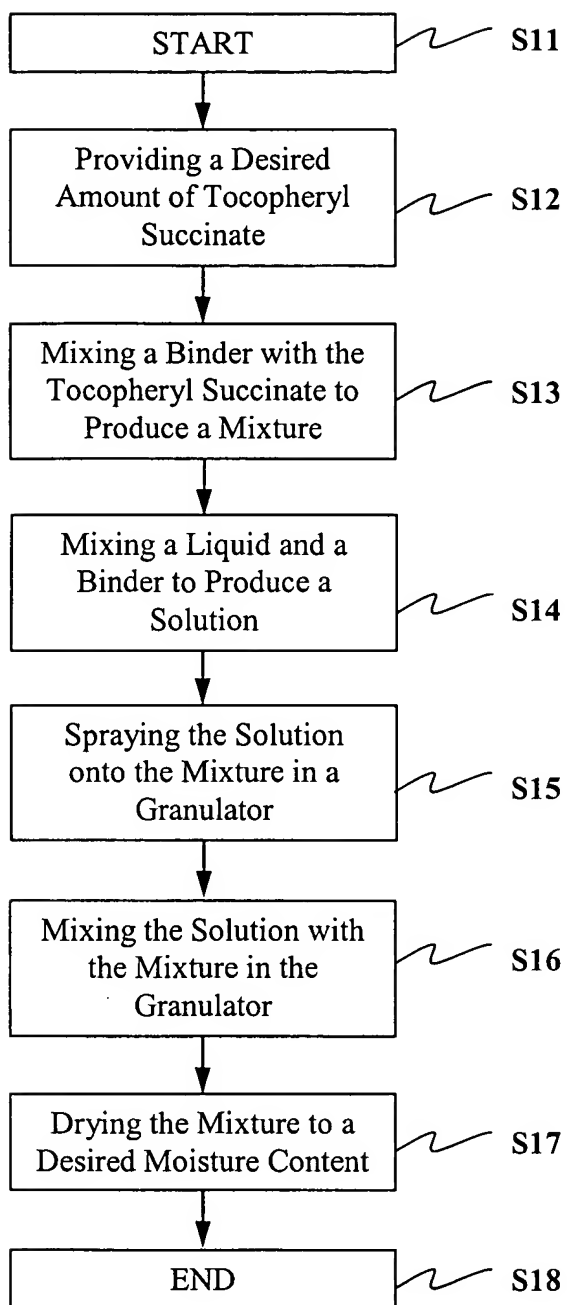 START
S11
Providing a Desired
Amount of Tocopheryl
Succinate
S12
Mixing a Binder with the
Tocopheryl Succinate to
Produce a Mixture
S13
Mixing a Liquid and a
Binder to Produce a
Solution
S14
Spraying the Solution
onto the Mixture in a
Granulator
S15
Mixing the Solution with
the Mixture in the
Granulator
S16
Drying the Mixture to a
Desired Moisture Content
S17
END
S18